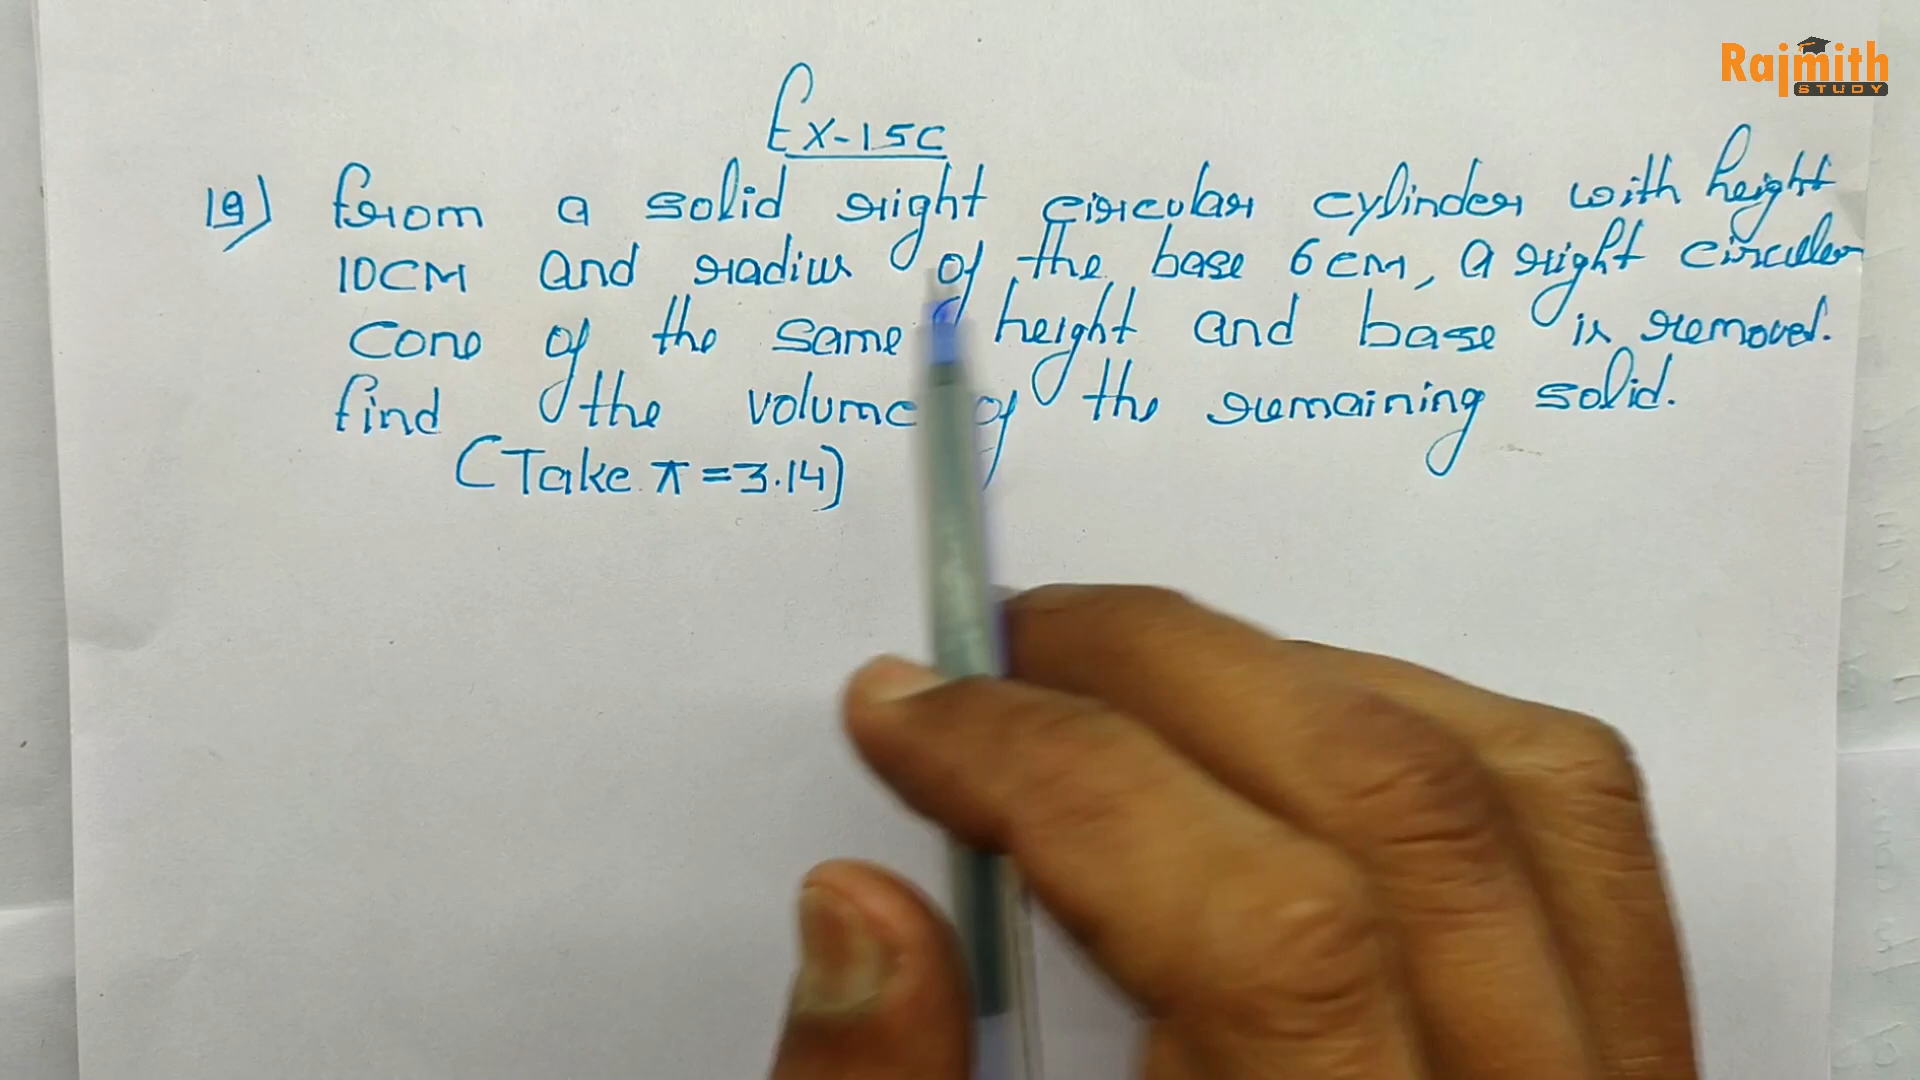 Rajmith
STUDY
Ex-15C
19) from a solid right circular cylinder with height
10CM and radius of the base 6cm, a right circular
cone of the same height and base is removed.
find the volume of the remaining solid.
(Take π=3.14)